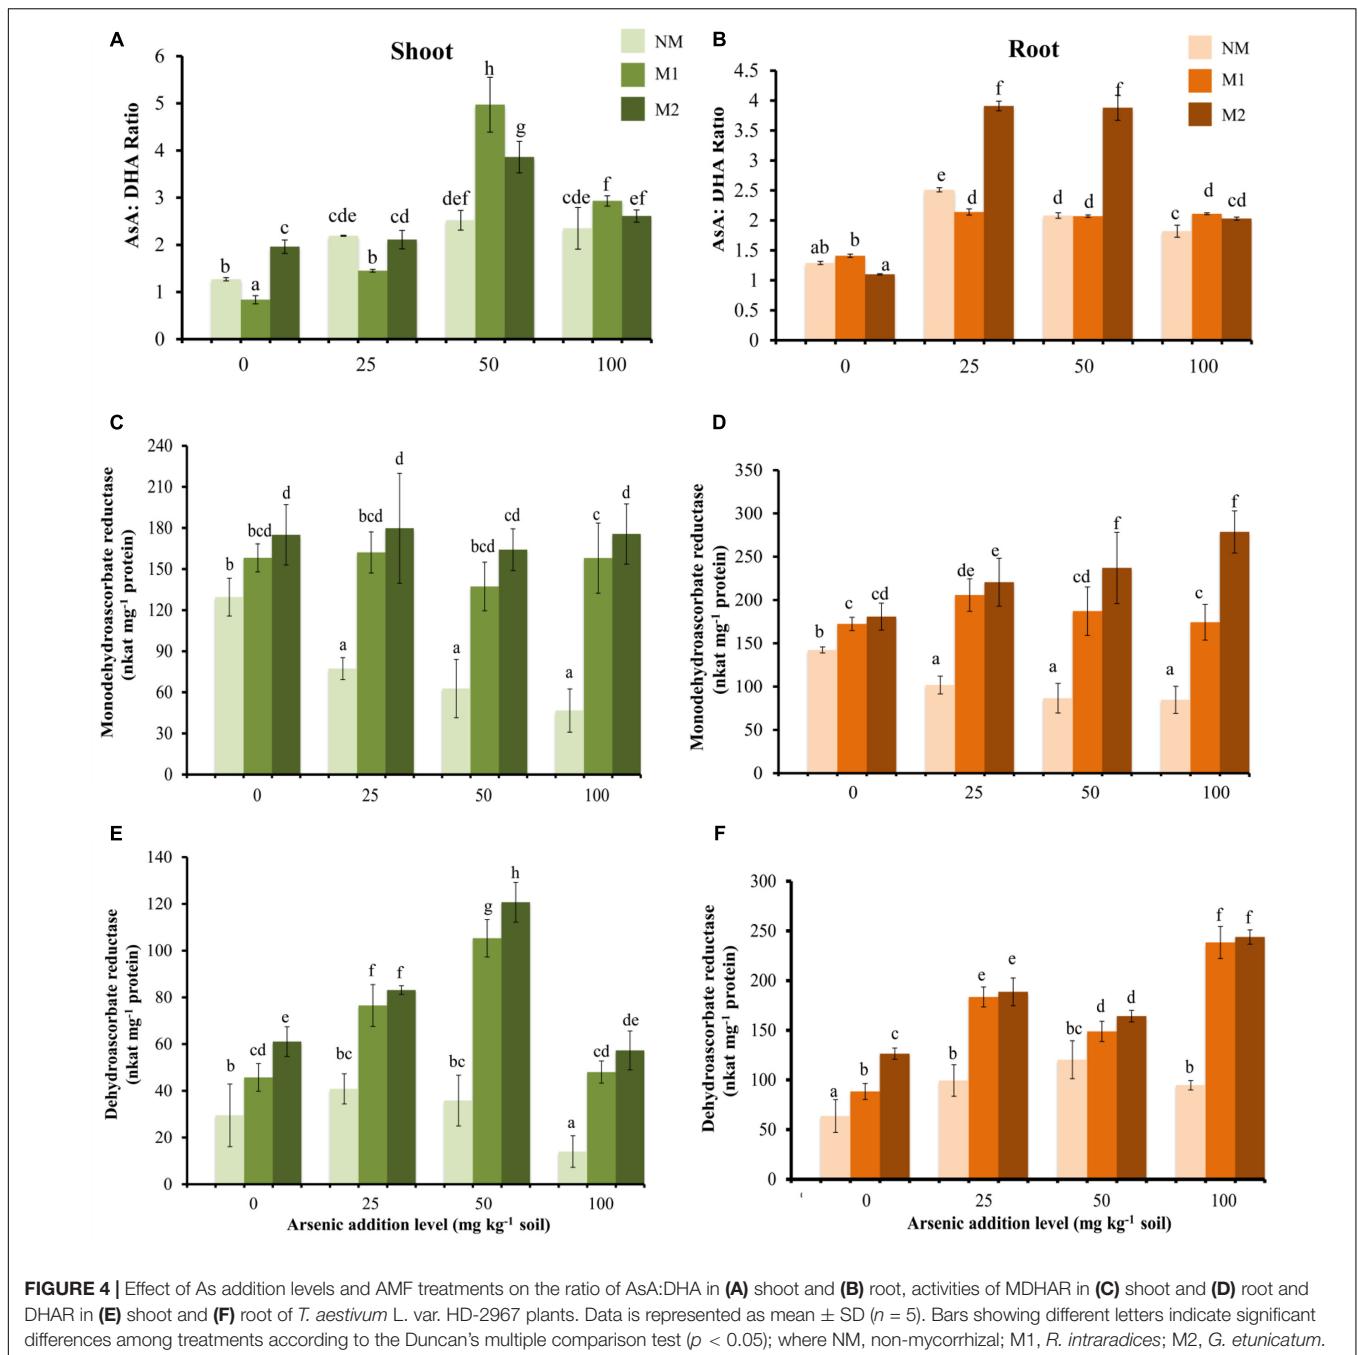 A
Shoot
NM
M1
M2
AsA: DHA Ratio
6
5
4
3
2
1
0
b
a
c
cde
b
cd
def
h
g
cde
f
ef
0
25
50
100
B
Root
NM
M1
M2
AsA: DHA Ratio
4.5
4
3.5
3
2.5
2
1.5
1
0.5
0
ab
b
a
e
d
f
d
d
f
c
d
cd
0
25
50
100
C
Monodehydroascorbate reductase
(nkat mg⁻¹ protein)
240
210
180
150
120
90
60
30
0
b
bcd
d
a
bcd
d
a
bcd
cd
a
c
d
0
25
50
100
D
Monodehydroascorbate reductase
(nkat mg⁻¹ protein)
350
300
250
200
150
100
50
0
b
c
cd
a
de
e
a
cd
f
a
c
f
0
25
50
100
E
Dehydroascorbate reductase
(nkat mg⁻¹ protein)
140
120
100
80
60
40
20
0
b
cd
e
bc
f
f
bc
g
h
a
cd
de
0
25
50
100
Arsenic addition level (mg kg⁻¹ soil)
F
Dehydroascorbate reductase
(nkat mg⁻¹ protein)
300
250
200
150
100
50
0
a
b
c
b
e
e
bc
d
d
b
f
f
0
25
50
100
Arsenic addition level (mg kg⁻¹ soil)
FIGURE 4 | Effect of As addition levels and AMF treatments on the ratio of AsA:DHA in (A) shoot and (B) root, activities of MDHAR in (C) shoot and (D) root and
DHAR in (E) shoot and (F) root of T. aestivum L. var. HD-2967 plants. Data is represented as mean ± SD (n = 5). Bars showing different letters indicate significant
differences among treatments according to the Duncan's multiple comparison test (p < 0.05); where NM, non-mycorrhizal; M1, R. intraradices; M2, G. etunicatum.